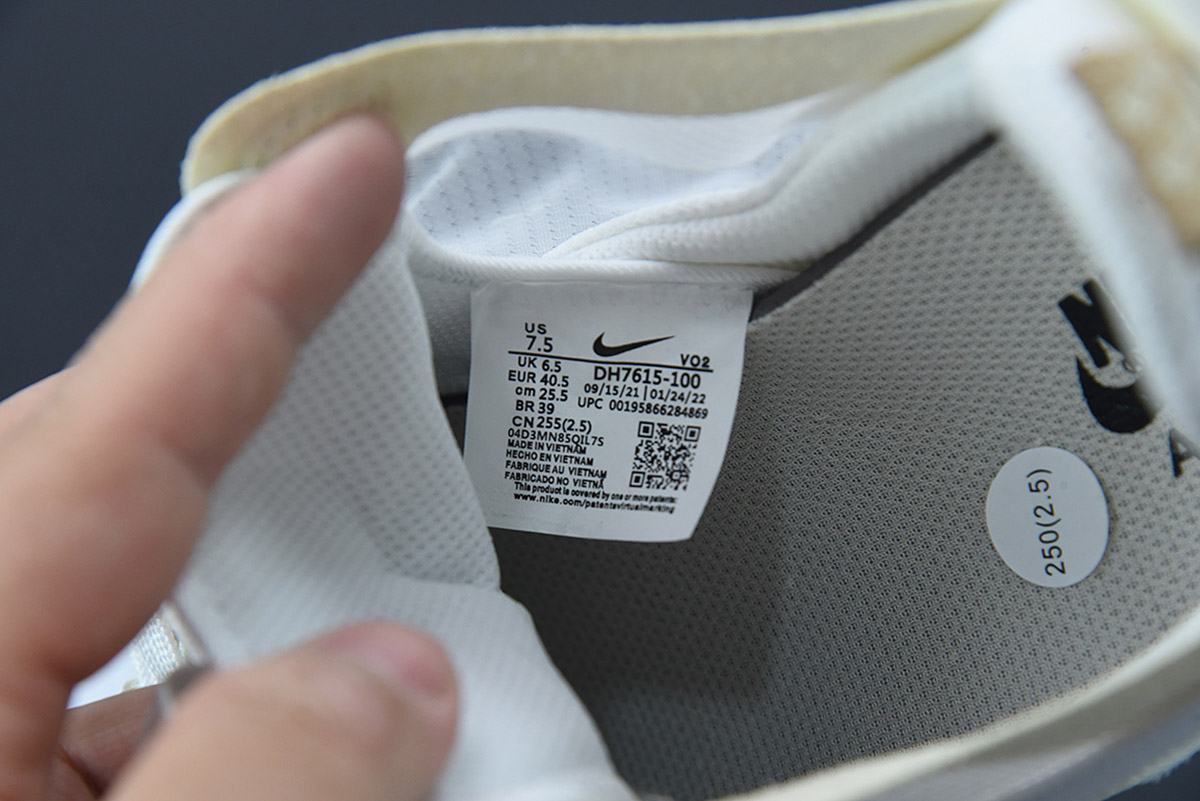 US
7.5
VO2
UK 6.5
DH7615-100
EUR 40.5
09/15/21 | 01/24/22
cm 25.5
UPC 00195866284869
BR 39
CN 255(2.5)
04D3MN85QIL7S
MADE IN VIETNAM
HECHO EN VIETNAM
FABRIQUE AU VIETNAM
FABRICADO NO VIETNÃ
This product is covered by one or more patents:
www.nike.com/patentsvirtualmarking
250(2.5)